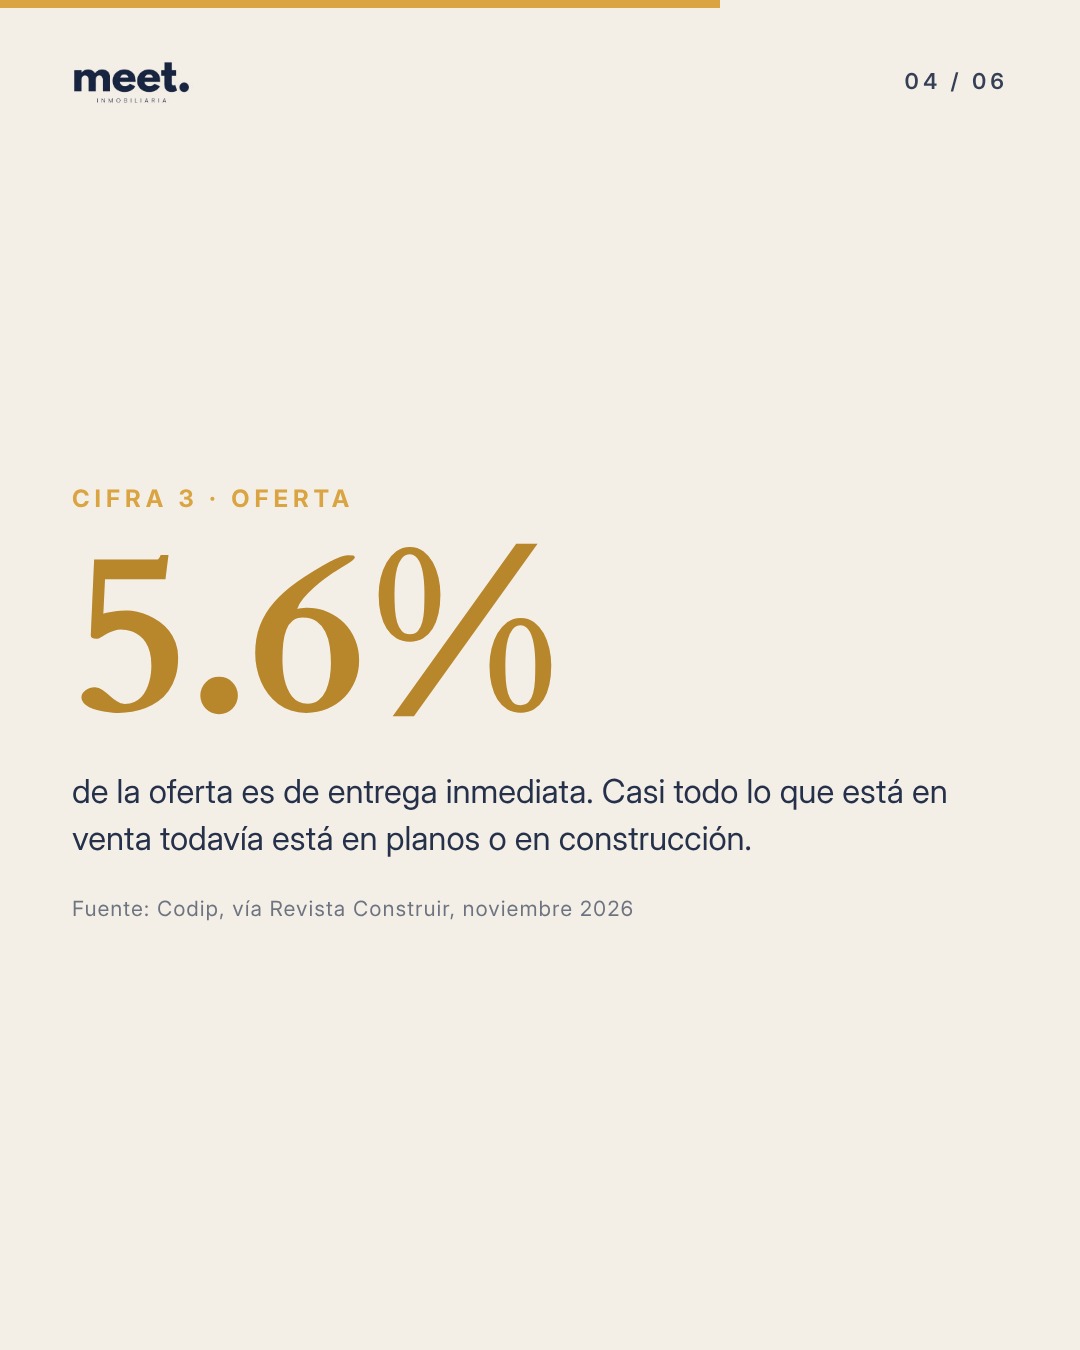 meet.
INMOBILIARIA
04 / 06
CIFRA 3 · OFERTA
5.6%
de la oferta es de entrega inmediata. Casi todo lo que está en
venta todavía está en planos o en construcción.
Fuente: Codip, vía Revista Construir, noviembre 2026